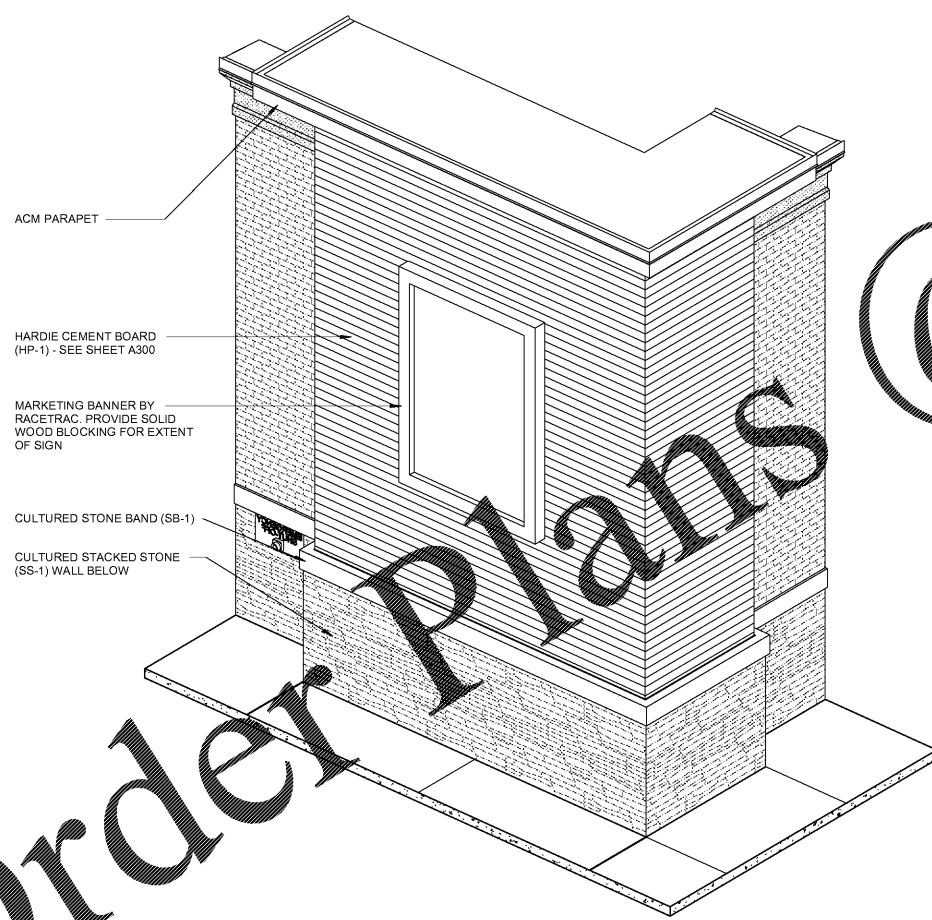 ACM PARAPET
HARDIE CEMENT BOARD
(HP-1) - SEE SHEET A300
MARKETING BANNER BY
RACETRAC. PROVIDE SOLID
WOOD BLOCKING FOR EXTENT
OF SIGN
CULTURED STONE BAND (SB-1)
CULTURED STACKED STONE
(SS-1) WALL BELOW
Order Plans @